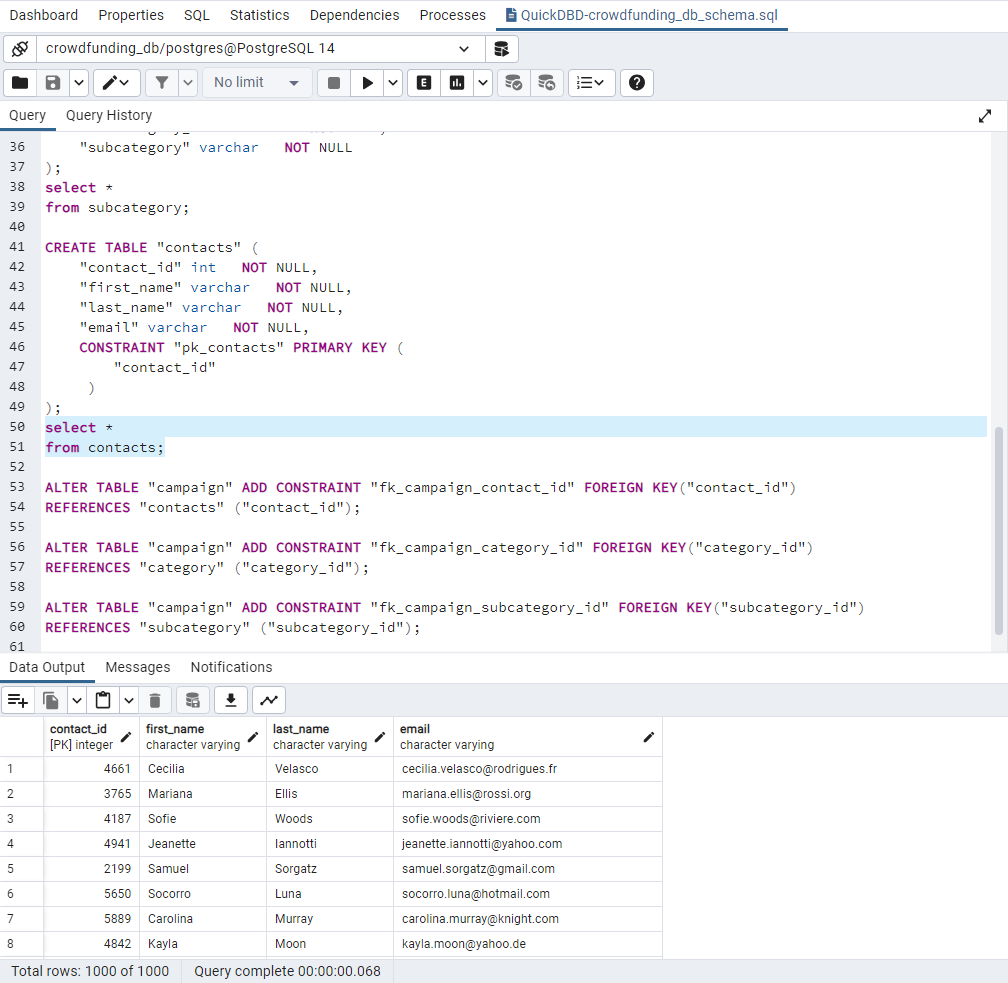 Dashboard Properties SQL Statistics Dependencies Processes QuickDBD-crowdfunding_db_schema.sql
crowdfunding_db/postgres@PostgreSQL 14
No limit E
Query Query History
36 "subcategory" varchar NOT NULL
37 );
38 select *
39 from subcategory;
40
41 CREATE TABLE "contacts" (
42 "contact_id" int NOT NULL,
43 "first_name" varchar NOT NULL,
44 "last_name" varchar NOT NULL,
45 "email" varchar NOT NULL,
46 CONSTRAINT "pk_contacts" PRIMARY KEY (
47 "contact_id"
48 )
49 );
50 select *
51 from contacts;
52
53 ALTER TABLE "campaign" ADD CONSTRAINT "fk_campaign_contact_id" FOREIGN KEY("contact_id")
54 REFERENCES "contacts" ("contact_id");
55
56 ALTER TABLE "campaign" ADD CONSTRAINT "fk_campaign_category_id" FOREIGN KEY("category_id")
57 REFERENCES "category" ("category_id");
58
59 ALTER TABLE "campaign" ADD CONSTRAINT "fk_campaign_subcategory_id" FOREIGN KEY("subcategory_id")
60 REFERENCES "subcategory" ("subcategory_id");
61
Data Output Messages Notifications
contact_id first_name last_name email
[PK] integer character varying character varying character varying
1 4661 Cecilia Velasco cecilia.velasco@rodrigues.fr
2 3765 Mariana Ellis mariana.ellis@rossi.org
3 4187 Sofie Woods sofie.woods@riviere.com
4 4941 Jeanette Iannotti jeanette.iannotti@yahoo.com
5 2199 Samuel Sorgatz samuel.sorgatz@gmail.com
6 5650 Socorro Luna socorro.luna@hotmail.com
7 5889 Carolina Murray carolina.murray@knight.com
8 4842 Kayla Moon kayla.moon@yahoo.de
Total rows: 1000 of 1000 Query complete 00:00:00.068